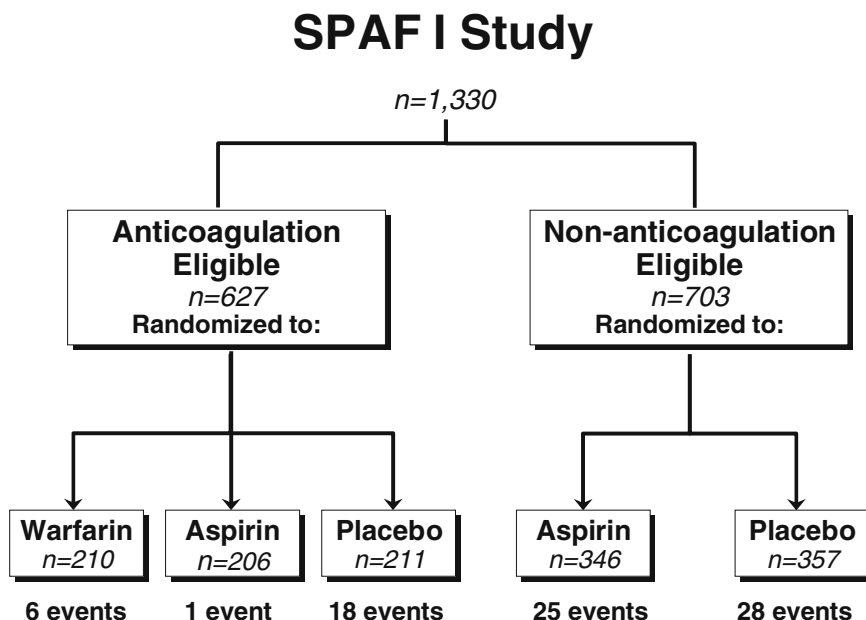 SPAF I Study
n=1,330
Anticoagulation
Eligible
n=627
Randomized to:
Non-anticoagulation
Eligible
n=703
Randomized to:
Warfarin
n=210
Aspirin
n=206
Placebo
n=211
Aspirin
n=346
Placebo
n=357
6 events
1 event
18 events
25 events
28 events